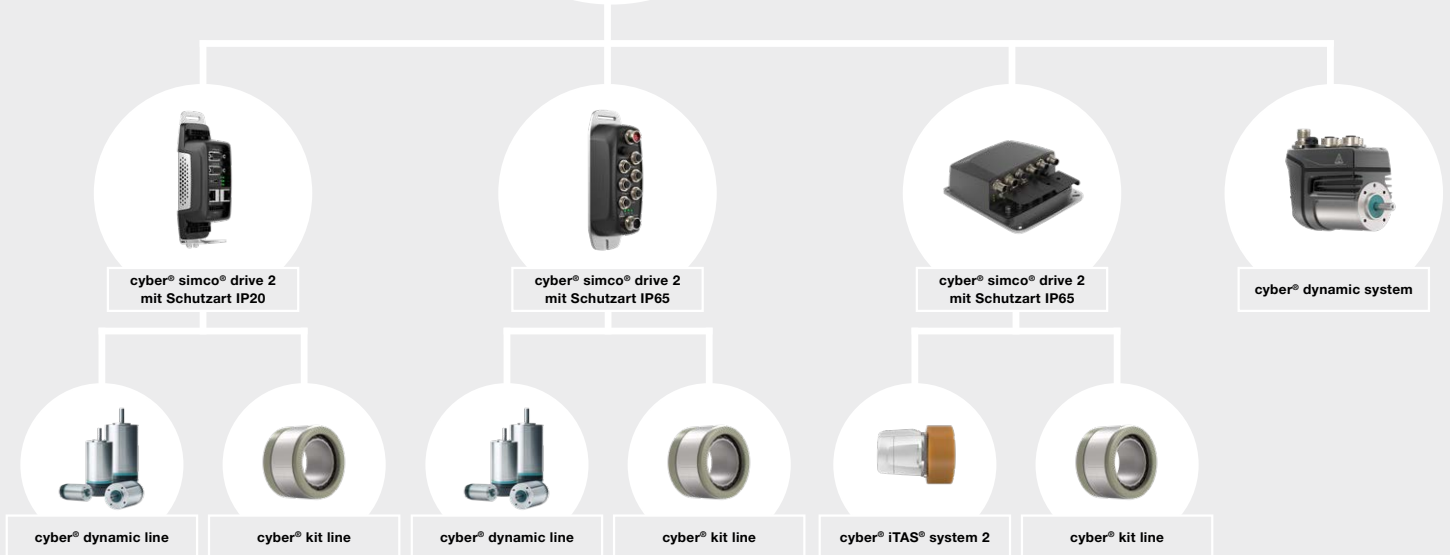 cyber® simco® drive 2
mit Schutzart IP20
cyber® simco® drive 2
mit Schutzart IP65
cyber® simco® drive 2
mit Schutzart IP65
cyber® dynamic system
cyber® dynamic line
cyber® kit line
cyber® dynamic line
cyber® kit line
cyber® iTAS® system 2
cyber® kit line